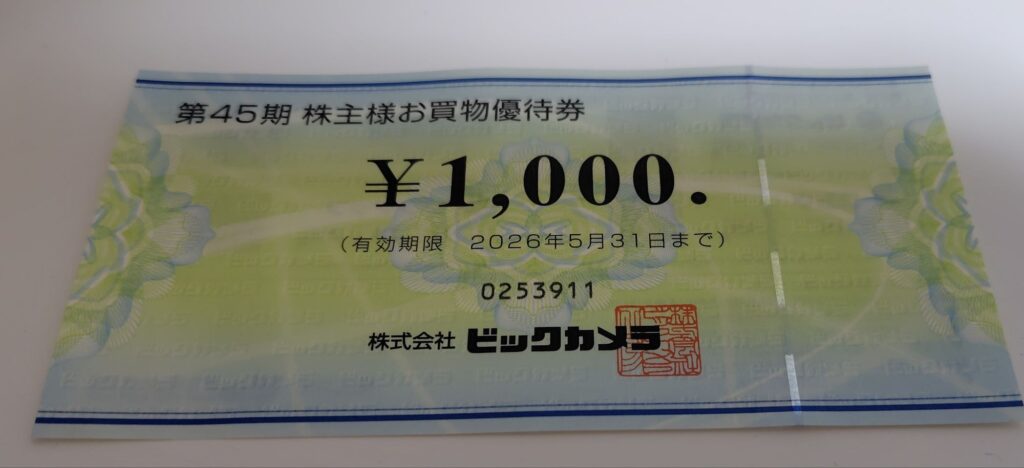 第45期 株主様お買物優待券
¥1,000.
(有効期限 2026年5月31日まで)
0253911
株式会社 ビックカメラ